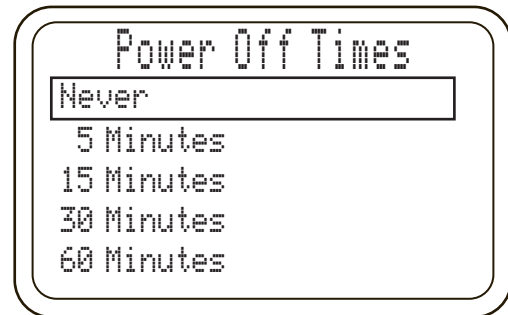 Power Off Times
Never
5 Minutes
15 Minutes
30 Minutes
60 Minutes